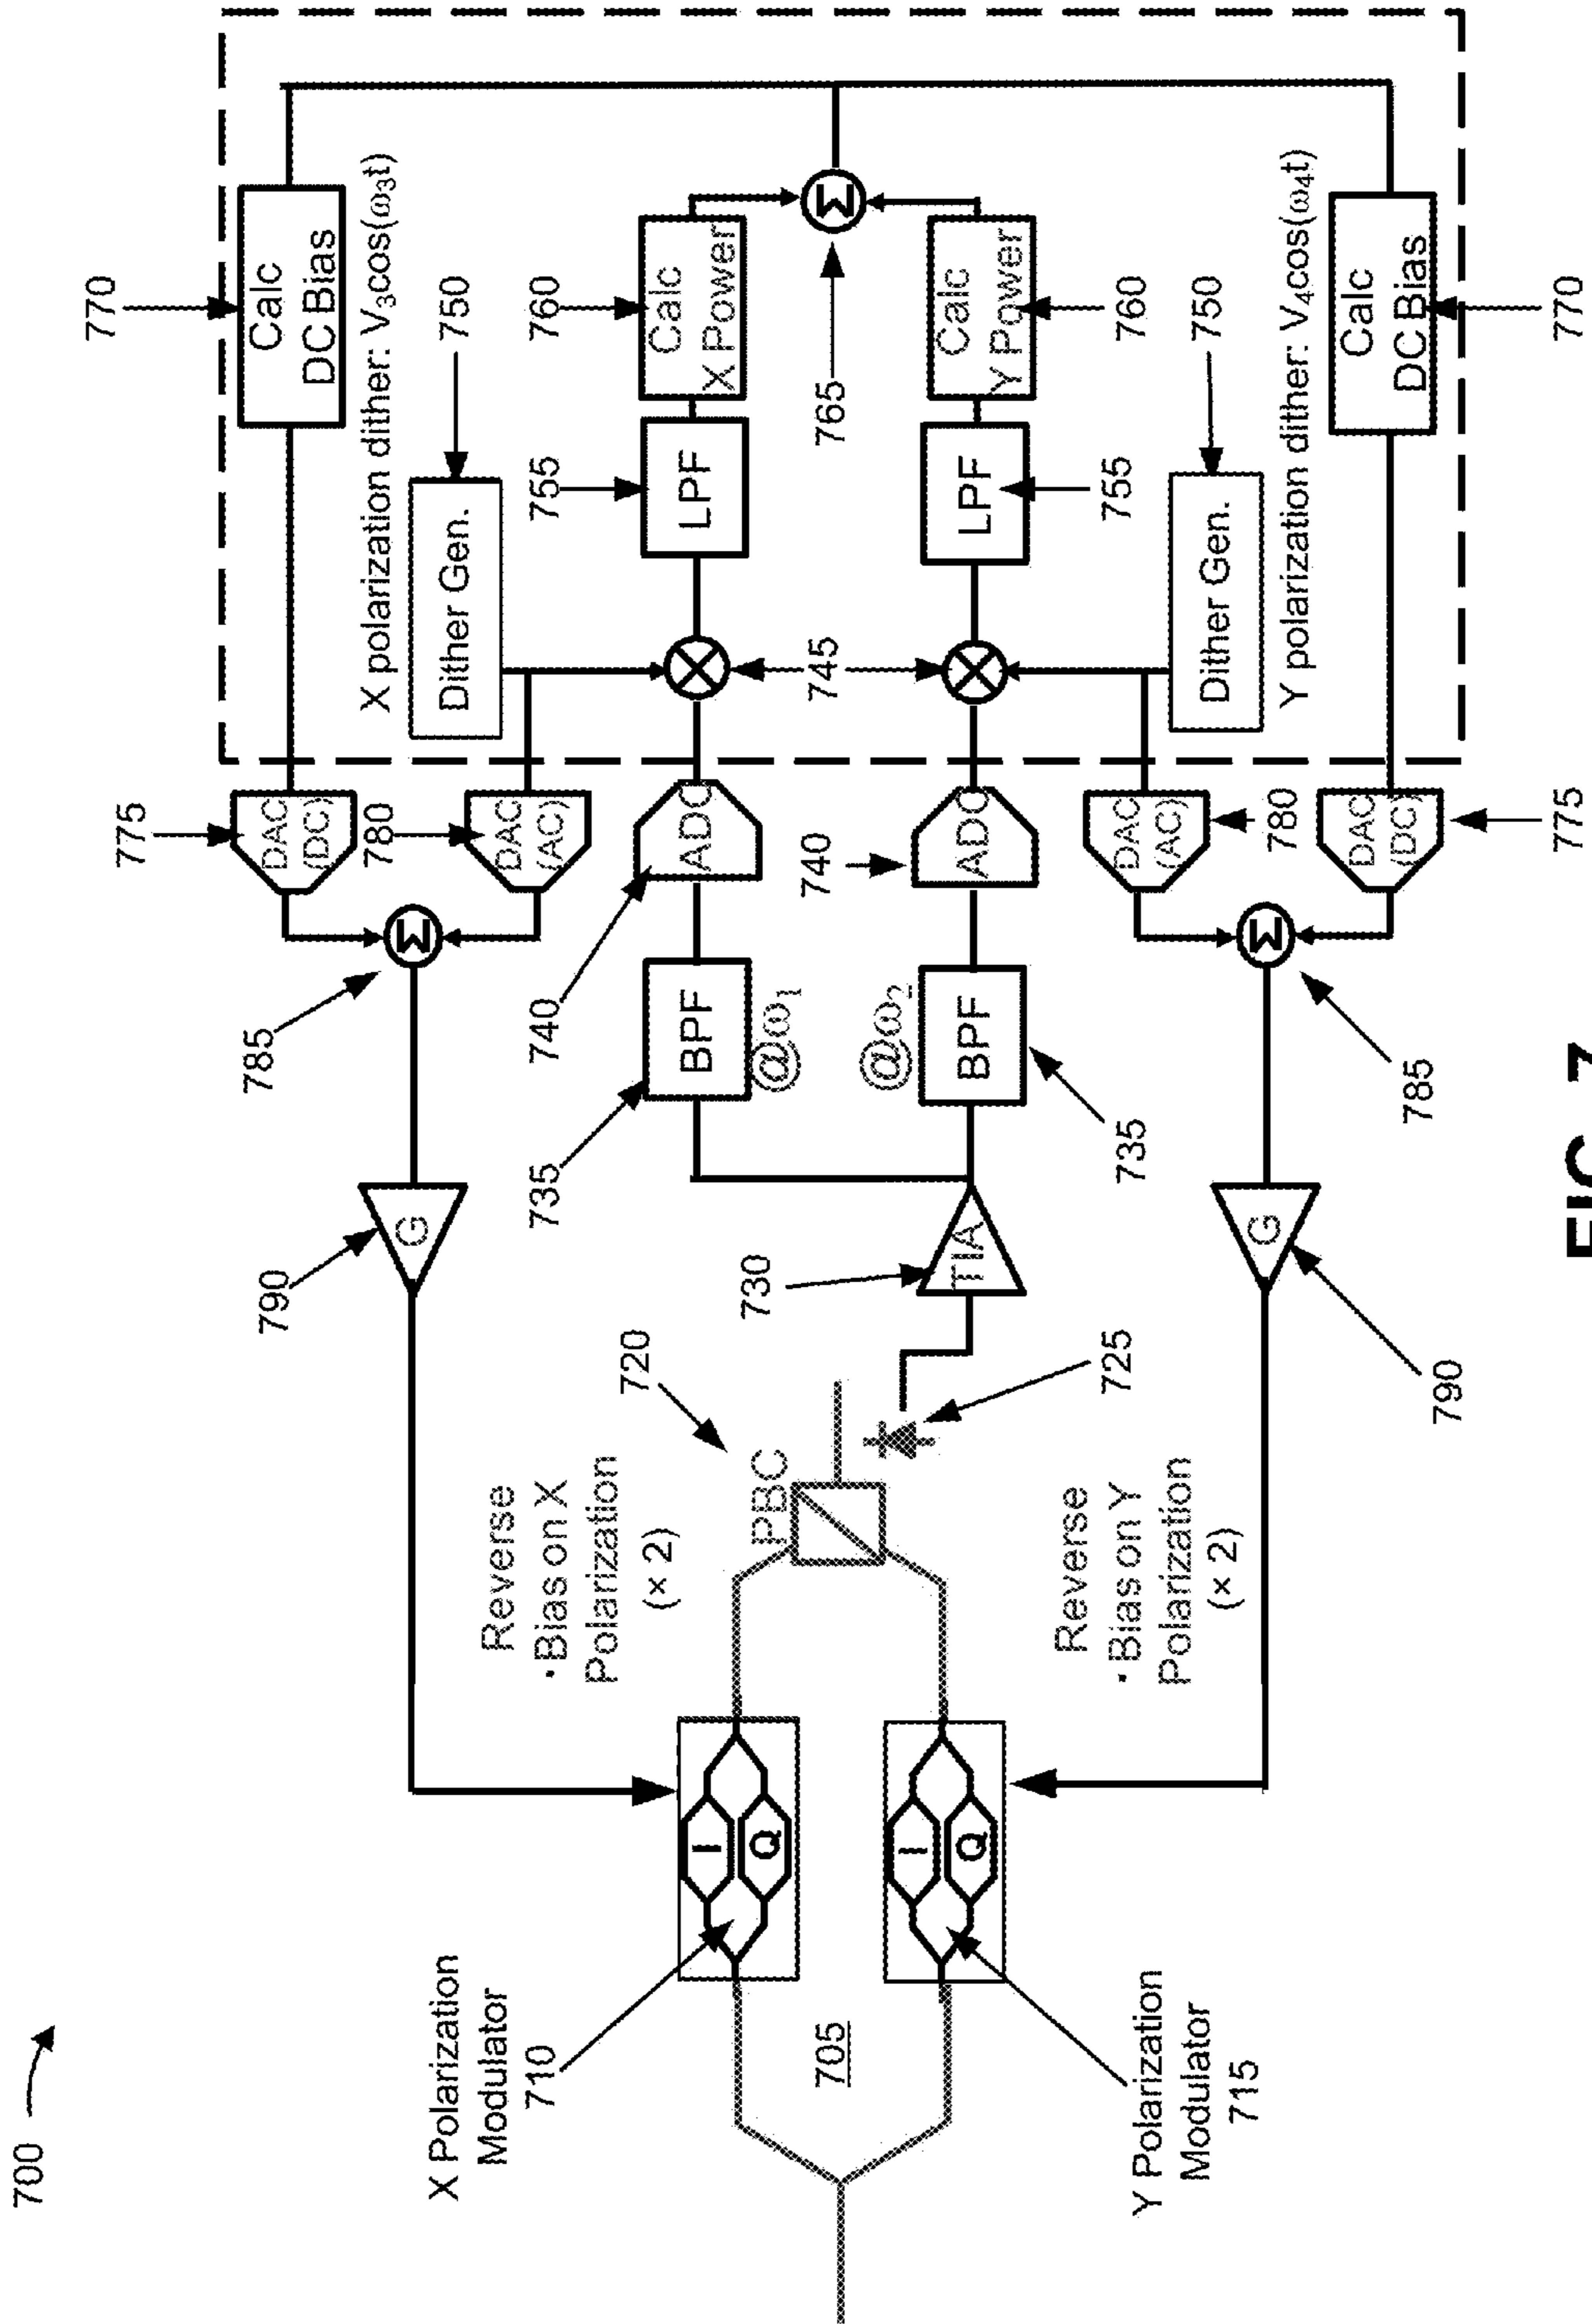 700
775
770
Calc
DC Bias
DAC
(DC)
785
780
DAC
(AC)
X polarization dither: V₃cos(ω₃t)
Dither Gen.
750
790
G
Σ
X Polarization
Modulator
710
Reverse
·Bias on X
Polarization
(× 2)
720
735
740
755
760
BPF
@ω₁
ADC
LPF
Calc
X Power
I
Q
705
PBC
730
745
765
Σ
740
@ω₂
I
Q
TIA
BPF
ADC
LPF
Calc
Y Power
725
735
755
760
Y Polarization
Modulator
715
Reverse
·Bias on Y
Polarization
(× 2)
DAC
(AC)
780
Dither Gen.
750
G
Σ
Y polarization dither: V₄cos(ω₄t)
DAC
(DC)
Calc
DC Bias
790
785
775
770
FIG. 7